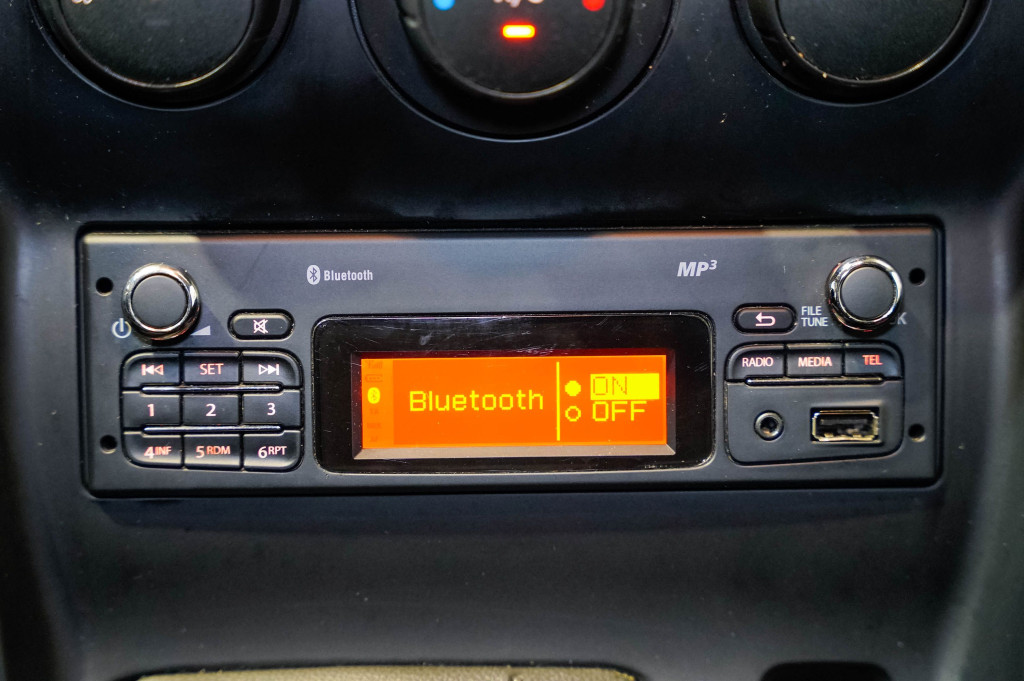 Bluetooth
MP3
FILE
TUNE
SET
1 2 3
4INF 5RDM 6RPT
Bluetooth
ON
OFF
RADIO MEDIA TEL